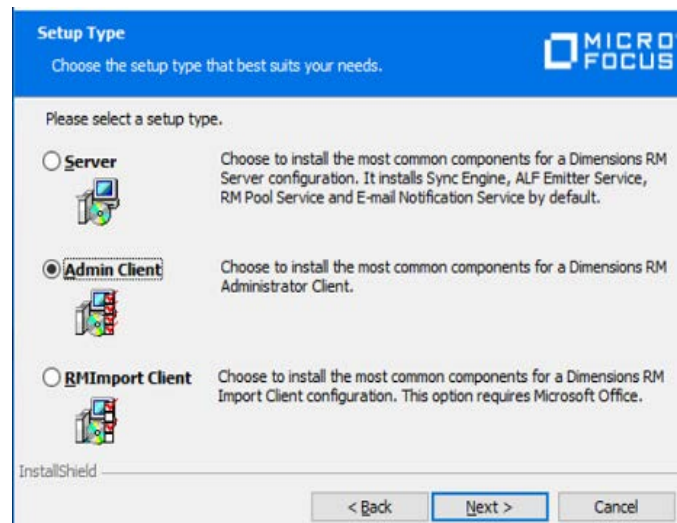 Setup Type
Choose the setup type that best suits your needs.
MICRO
FOCUS
Please select a setup type.
Server
Choose to install the most common components for a Dimensions RM
Server configuration. It installs Sync Engine, ALF Emitter Service,
RM Pool Service and E-mail Notification Service by default.
Admin Client
Choose to install the most common components for a Dimensions RM
Administrator Client.
RMImport Client
Choose to install the most common components for a Dimensions RM
Import Client configuration. This option requires Microsoft Office.
InstallShield
< Back
Next >
Cancel